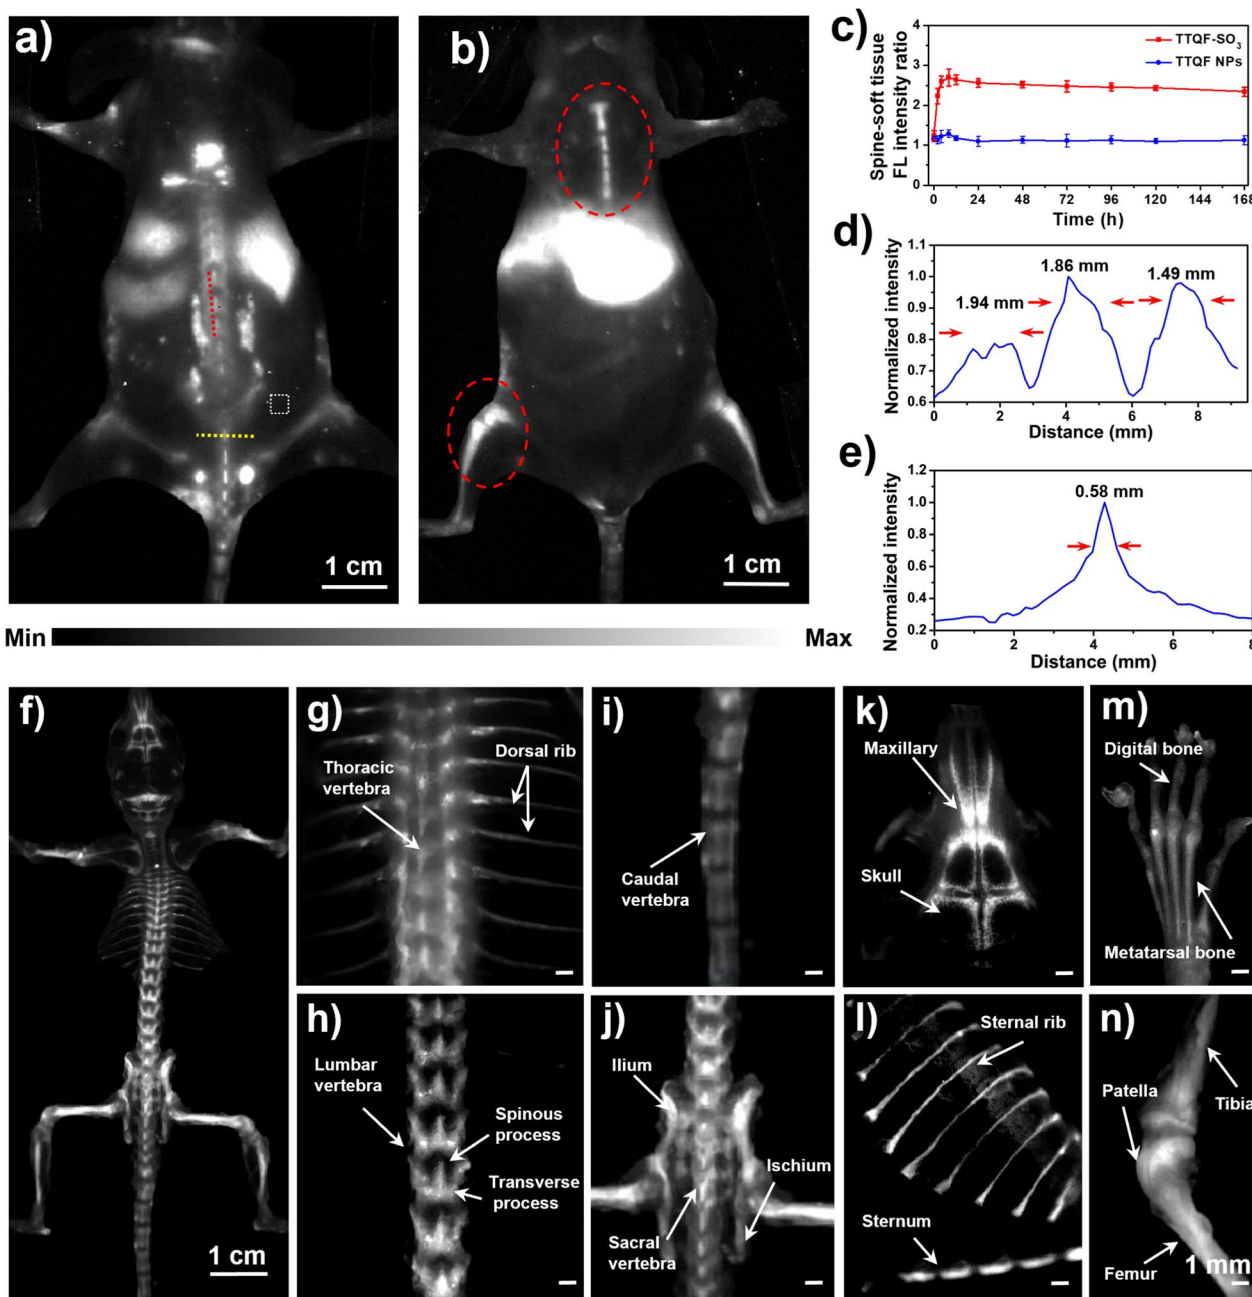 a)
1 cm
b)
1 cm
Min
Max
c)
TTQF-SO3
TTQF NPs
Spine-soft tissue
FL intensity ratio
4
3
2
1
0
0 24 48 72 96 120 144 168
Time (h)
d)
Normalized intensity
1.1
1.0
0.9
0.8
0.7
0.6
1.94 mm
1.86 mm
1.49 mm
0 2 4 6 8
Distance (mm)
e)
Normalized intensity
1.2
1.0
0.8
0.6
0.4
0.2
0.58 mm
0 2 4 6 8
Distance (mm)
f)
1 cm
g)
Thoracic
vertebra
Dorsal rib
h)
Lumbar
vertebra
Spinous
process
Transverse
process
i)
Caudal
vertebra
j)
Ilium
Ischium
Sacral
vertebra
k)
Maxillary
Skull
l)
Sternal rib
Sternum
m)
Digital bone
Metatarsal bone
n)
Patella
Tibia
Femur
1 mm